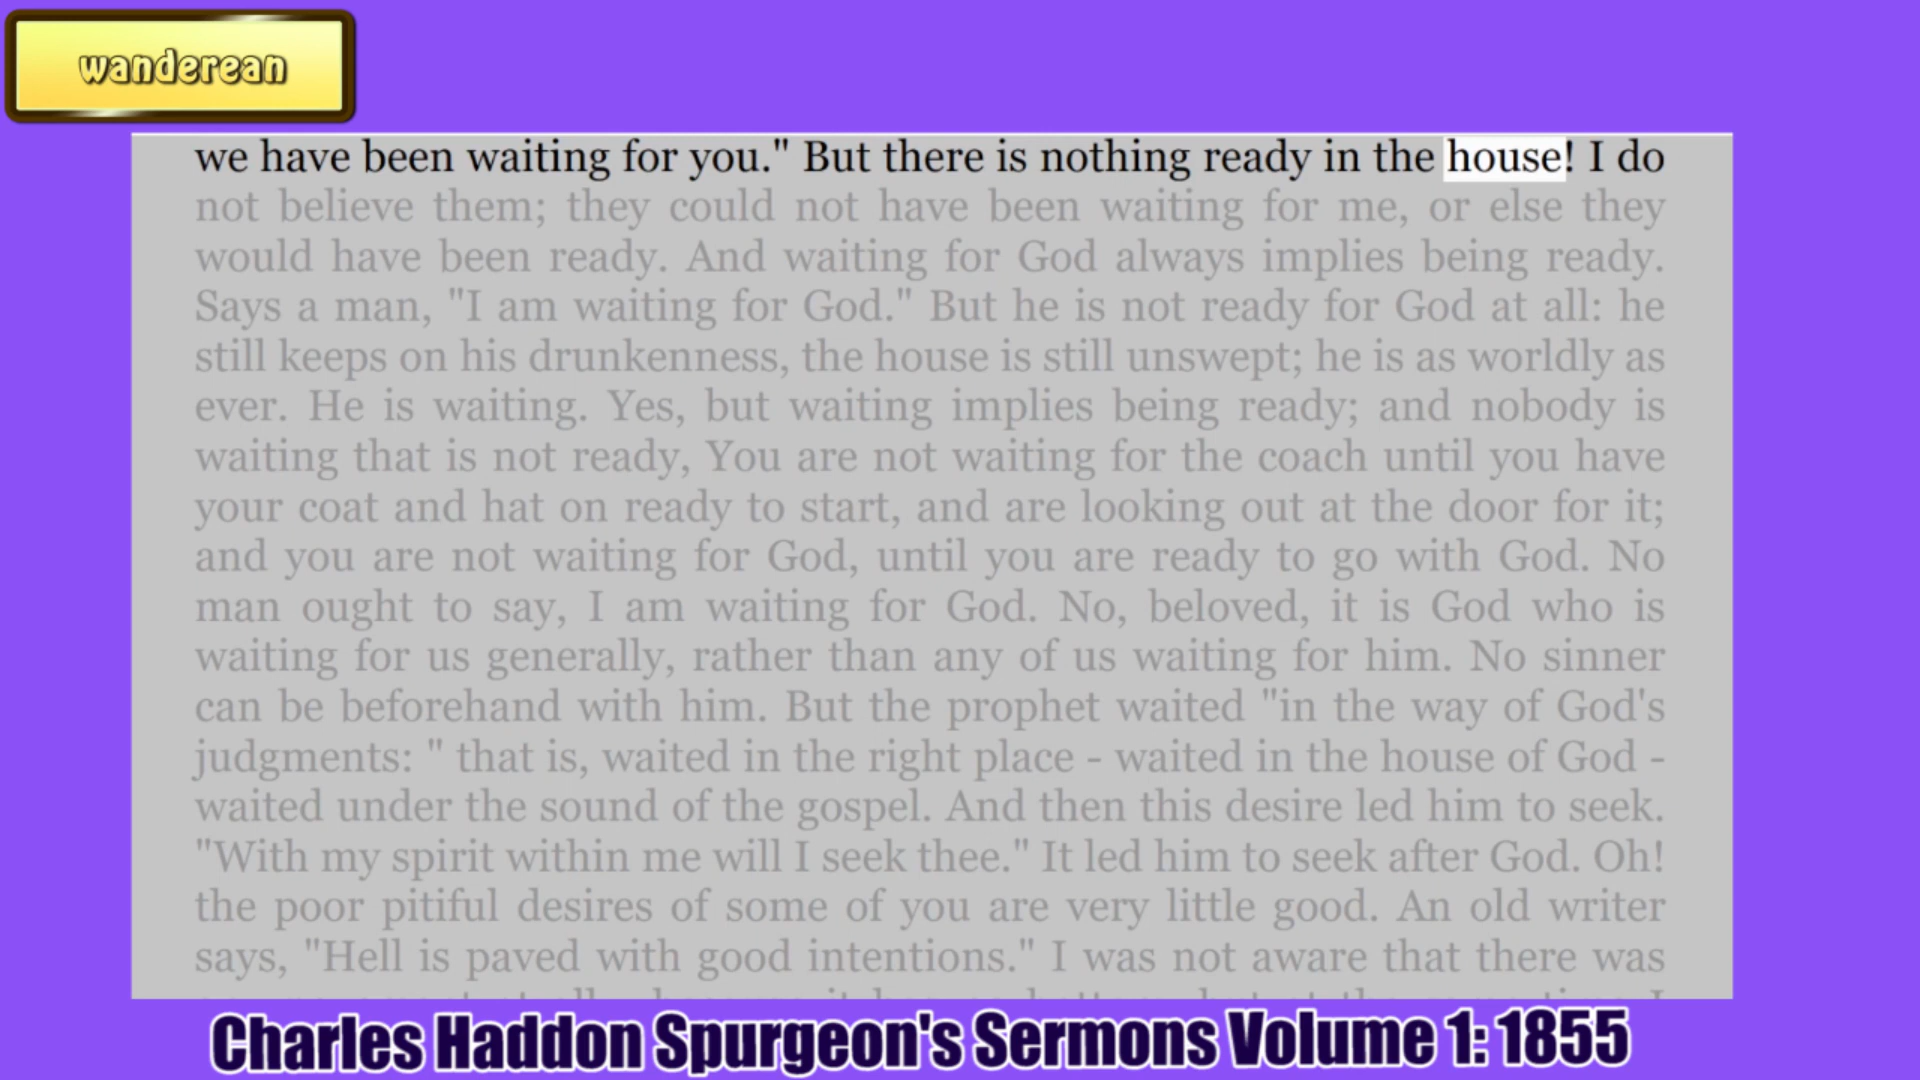 wanderean
we have been waiting for you." But there is nothing ready in the house! I do
not believe them; they could not have been waiting for me, or else they
would have been ready. And waiting for God always implies being ready.
Says a man, "I am waiting for God." But he is not ready for God at all: he
still keeps on his drunkenness, the house is still unswept; he is as worldly as
ever. He is waiting. Yes, but waiting implies being ready; and nobody is
waiting that is not ready, You are not waiting for the coach until you have
your coat and hat on ready to start, and are looking out at the door for it;
and you are not waiting for God, until you are ready to go with God. No
man ought to say, I am waiting for God. No, beloved, it is God who is
waiting for us generally, rather than any of us waiting for him. No sinner
can be beforehand with him. But the prophet waited "in the way of God's
judgments: " that is, waited in the right place - waited in the house of God -
waited under the sound of the gospel. And then this desire led him to seek.
"With my spirit within me will I seek thee." It led him to seek after God. Oh!
the poor pitiful desires of some of you are very little good. An old writer
says, "Hell is paved with good intentions." I was not aware that there was
Charles Haddon Spurgeon's Sermons Volume 1: 1855